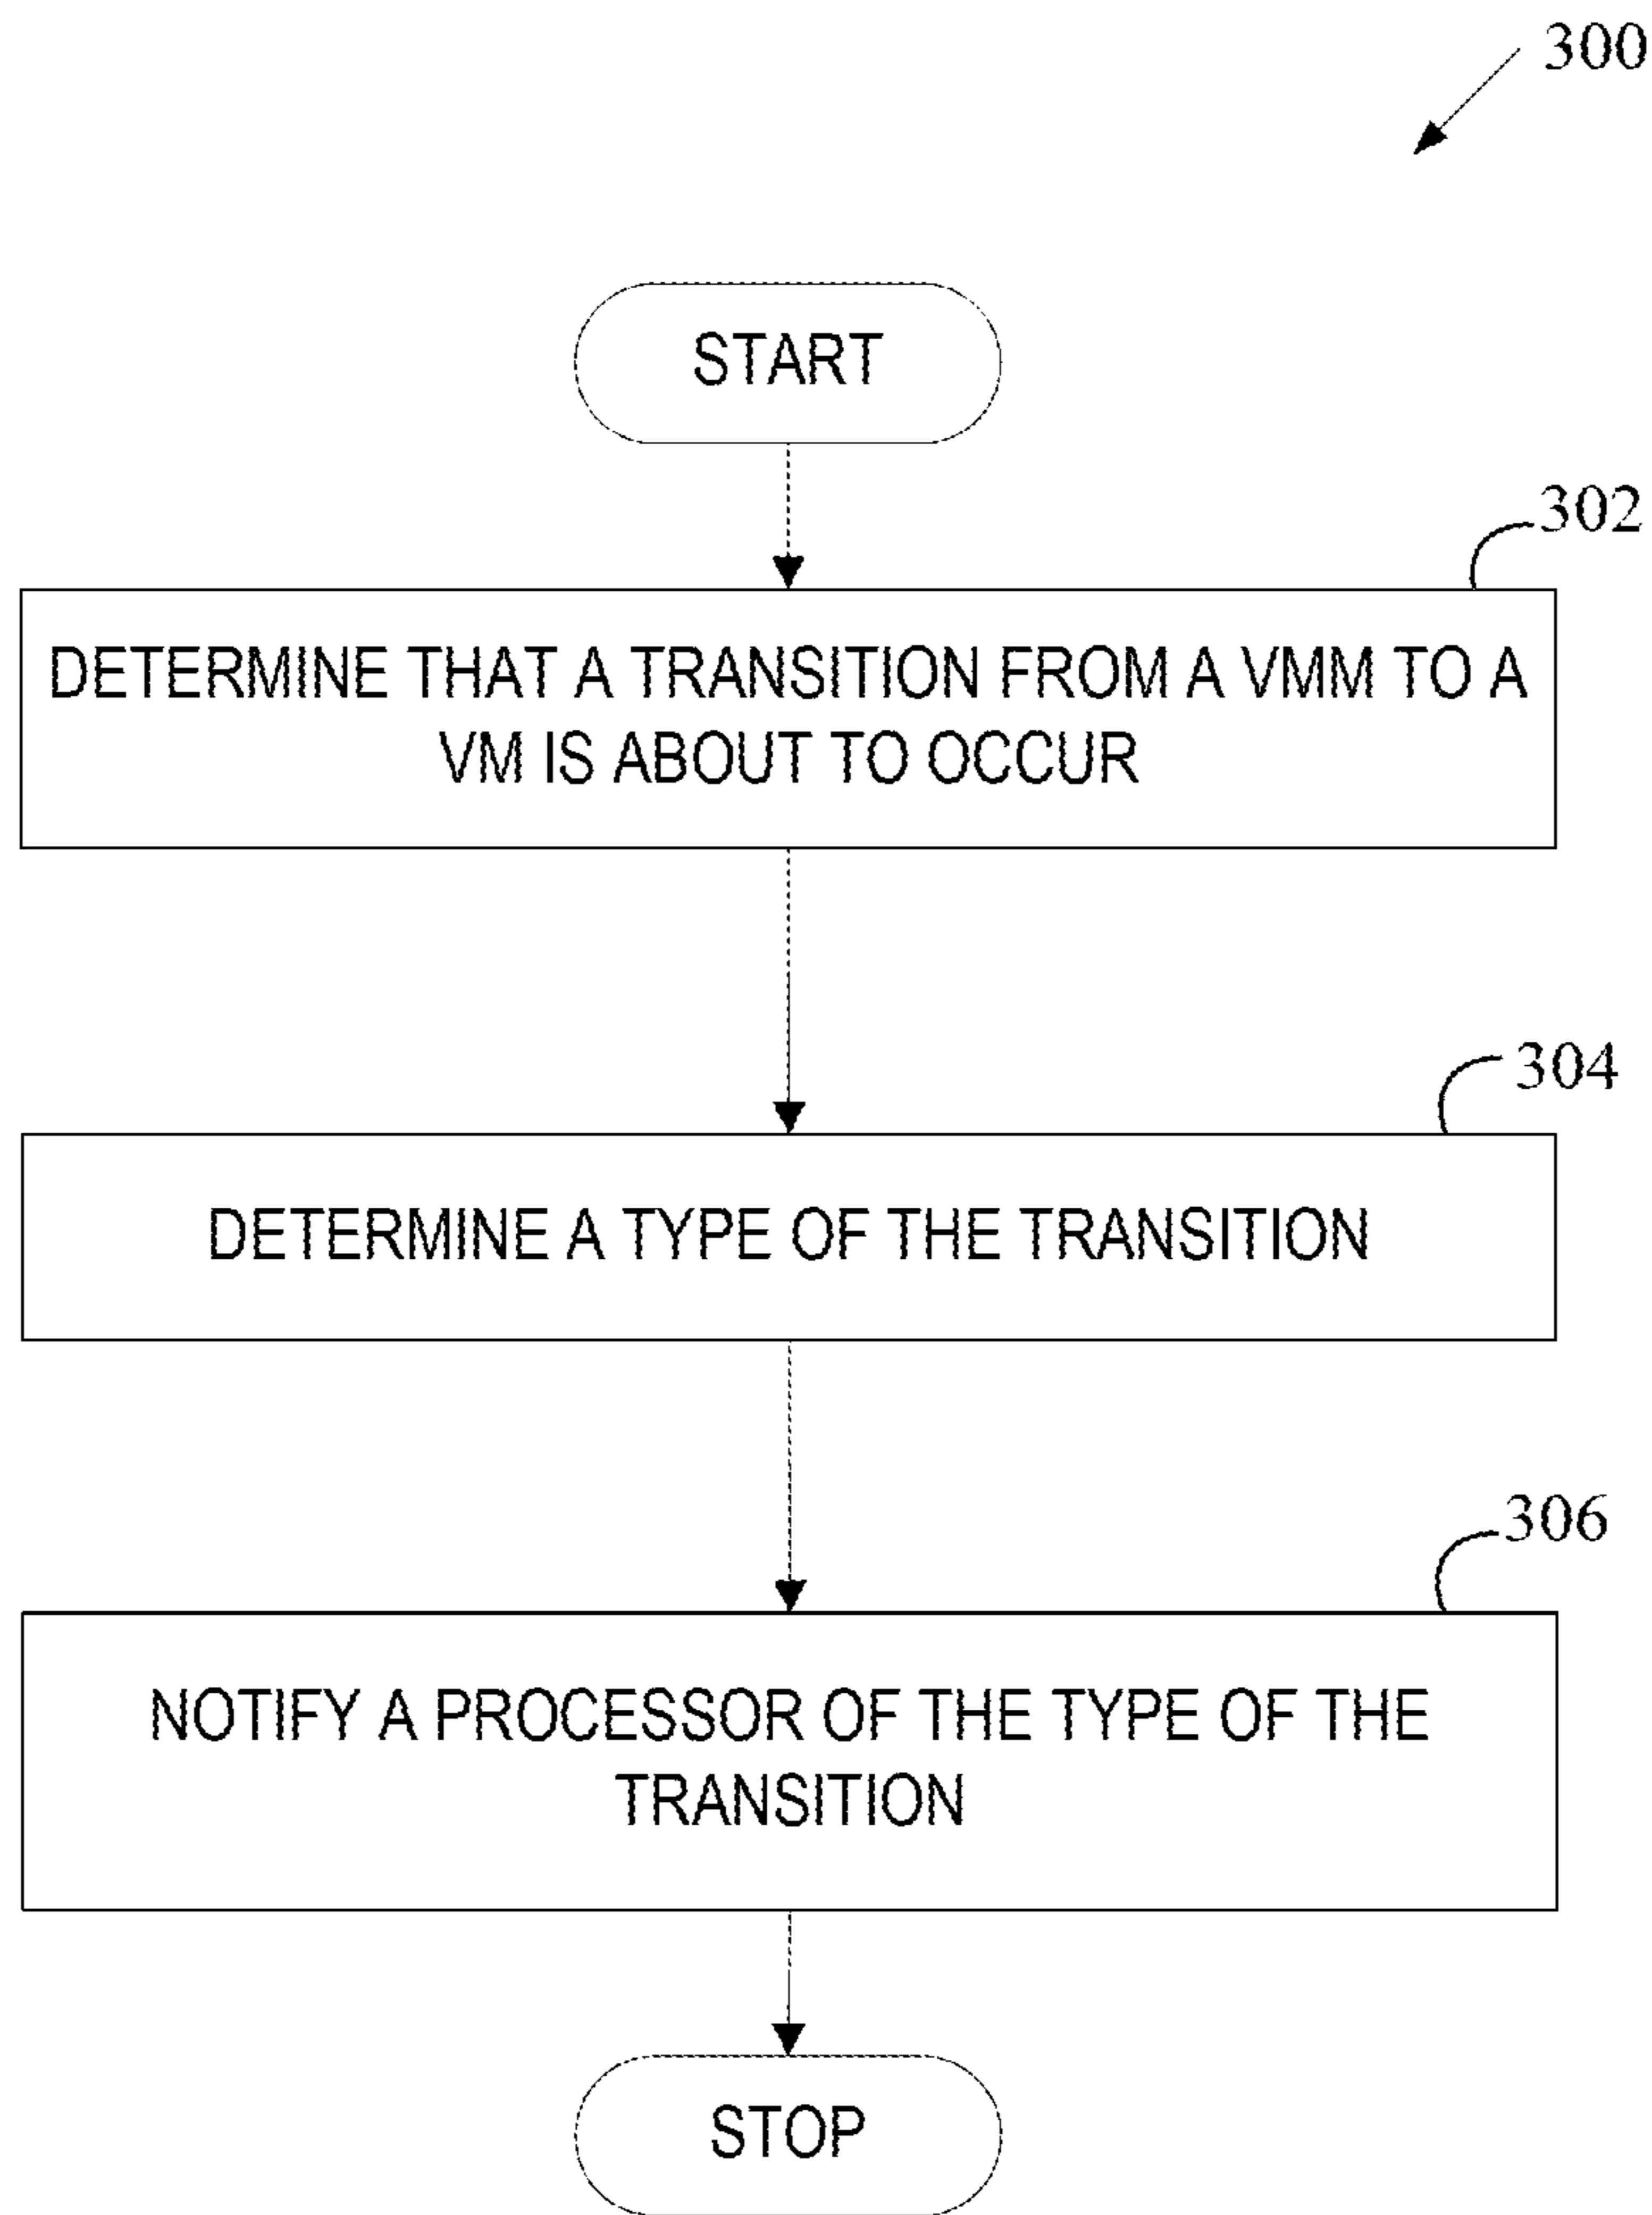 300
START
302
DETERMINE THAT A TRANSITION FROM A VMM TO A
VM IS ABOUT TO OCCUR
304
DETERMINE A TYPE OF THE TRANSITION
306
NOTIFY A PROCESSOR OF THE TYPE OF THE
TRANSITION
STOP